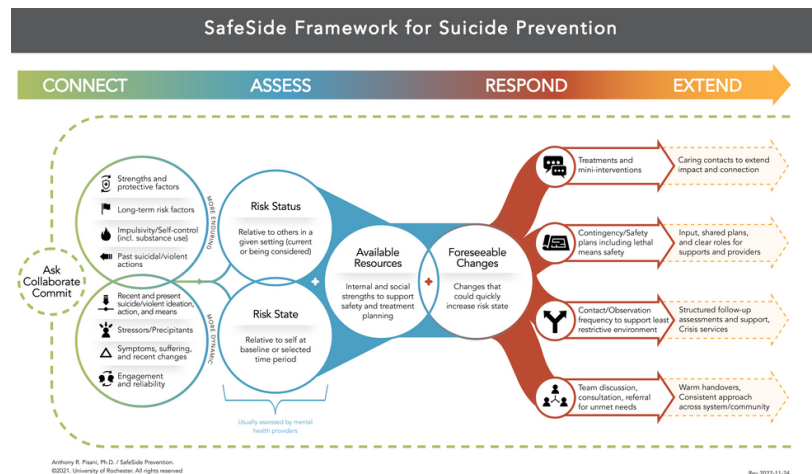 SafeSide Framework for Suicide Prevention
CONNECT
ASSESS
RESPOND
EXTEND
Ask
Collaborate
Commit
Strengths and
protective factors
Long-term risk factors
Impulsivity/Self-control
(incl. substance use)
Past suicidal/violent
actions
MORE ENDURING
Recent and present
suicide/violent ideation,
action, and means
Stressors/Precipitants
Symptoms, suffering,
and recent changes
Engagement
and reliability
MORE DYNAMIC
Risk Status
Relative to others in a
given setting (current
or being considered)
Risk State
Relative to self at
baseline or selected
time period
Usually assessed by mental
health providers
Available
Resources
Internal and social
strengths to support
safety and treatment
planning
Foreseeable
Changes
Changes that
could quickly
increase risk state
Treatments and
mini-interventions
Caring contacts to extend
impact and connection
Contingency/Safety
plans including lethal
means safety
Input, shared plans,
and clear roles for
supports and providers
Contact/Observation
frequency to support least
restrictive environment
Structured follow-up
assessments and support,
Crisis services
Team discussion,
consultation, referral
for unmet needs
Warm handovers,
Consistent approach
across system/community
Anthony R. Pisani, Ph.D. / SafeSide Prevention.
©2021. University of Rochester. All rights reserved
Rev 2022-11-24